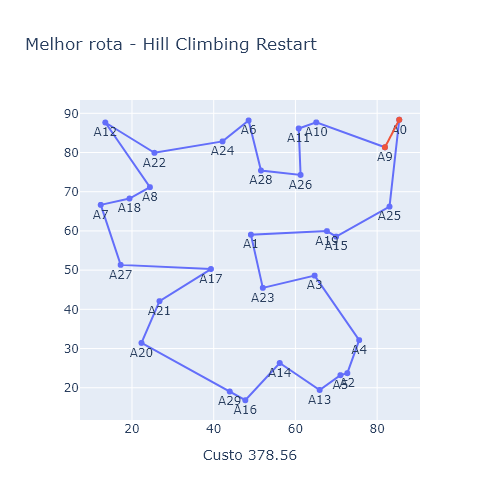 Melhor rota - Hill Climbing Restart
90
80
70
60
50
40
30
20
20 40 60 80
A12
A6
A11
A10
A0
A22
A24
A9
A28
A26
A8
A18
A7
A25
A1
A19
A15
A27
A17
A23
A3
A21
A20
A4
A14
A5
A2
A29
A16
A13
Custo 378.56